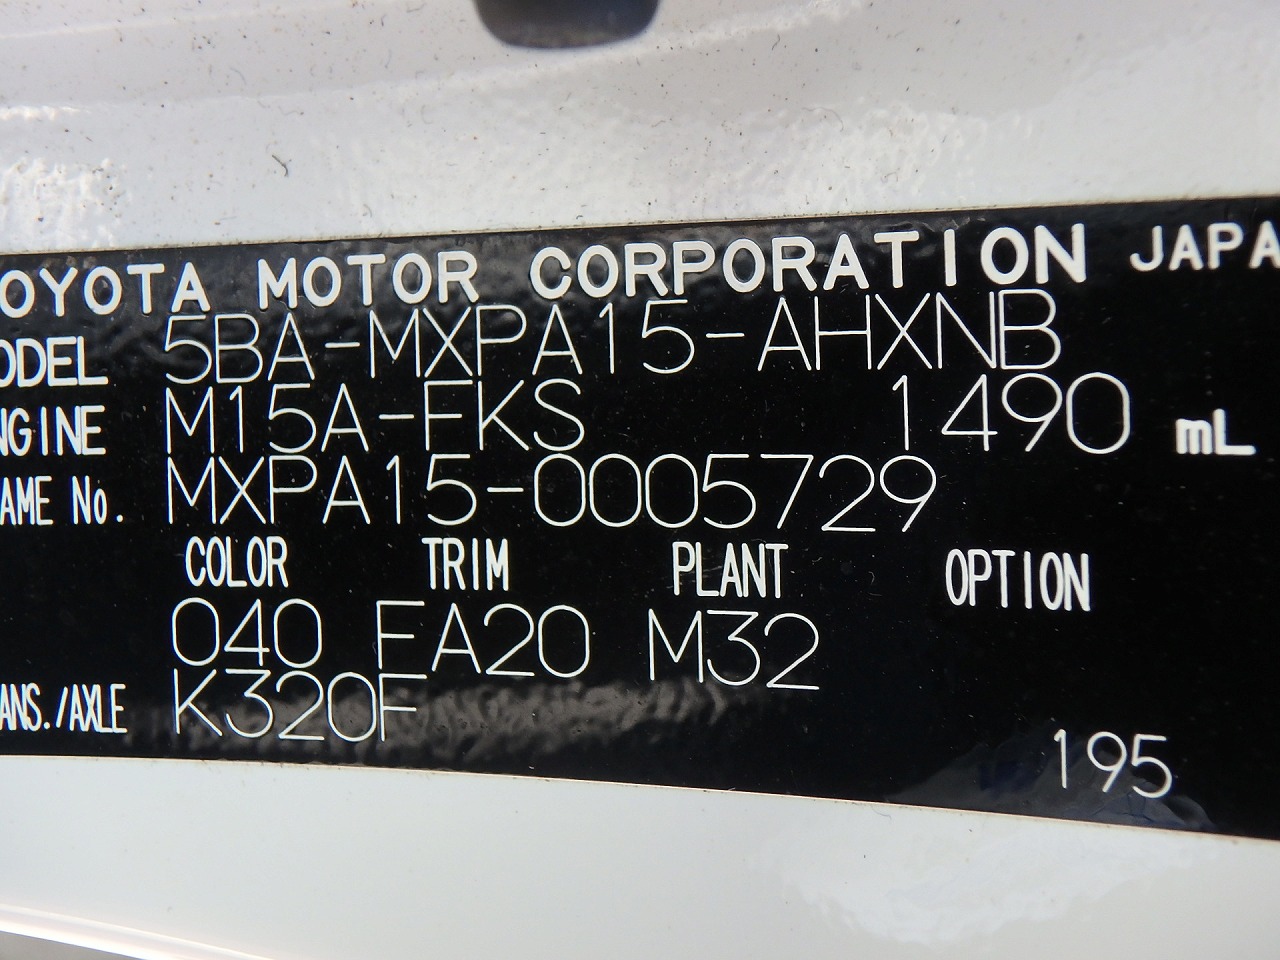 OYOTA MOTOR CORPORATION JAPA
ODEL 5BA-MXPA15-AHXNB
NGINE M15A-FKS 1490 mL
AME No. MXPA15-0005729
COLOR TRIM PLANT OPTION
040 FA20 M32
ANS./AXLE K320F
195